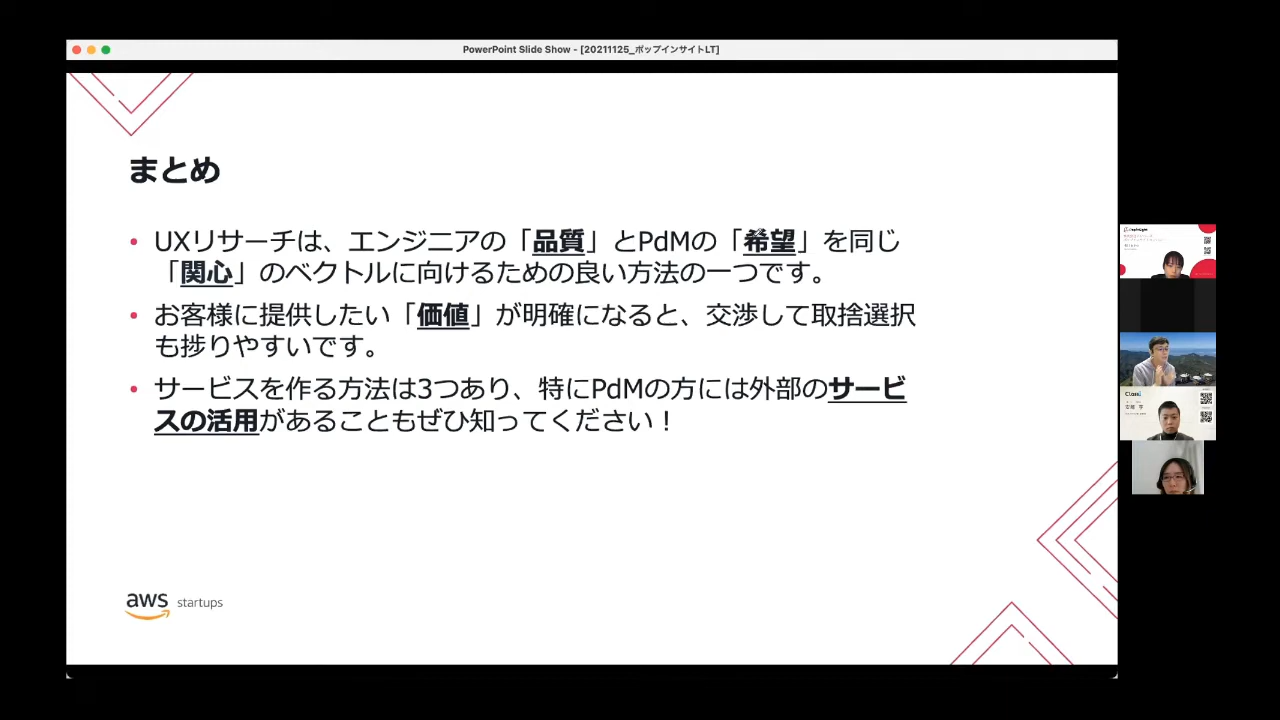 PowerPoint Slide Show - [20211125_ポップインサイトLT]
まとめ
• UXリサーチは、エンジニアの「品質」とPdMの「希望」を同じ
「関心」のベクトルに向けるための良い方法の一つです。
• お客様に提供したい「価値」が明確になると、交渉して取捨選択
も捗りやすいです。
• サービスを作る方法は3つあり、特にPdMの方には外部のサービ
スの活用があることもぜひ知ってください！
aws startups
Classi